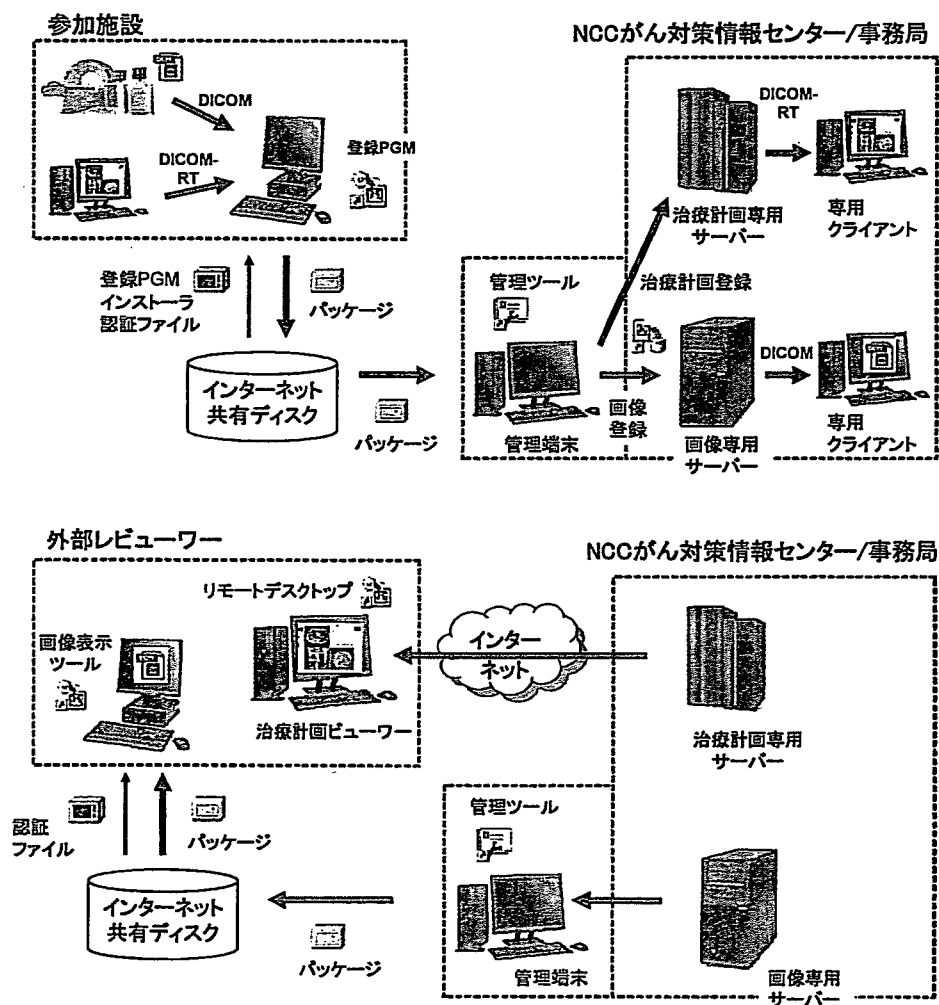 参加施設
DICOM
登録PGM
DICOM-
RT
登録PGM
インストーラ
認証ファイル
パッケージ
インターネット
共有ディスク
パッケージ
NCCがん対策情報センター/事務局
DICOM-
RT
治療計画専用
サーバー
専用
クライアント
管理ツール
治療計画登録
DICOM
管理端末
画像
登録
画像専用
サーバー
専用
クライアント
外部レビューワー
リモートデスクトップ
画像表示
ツール
治療計画ビューワー
インター
ネット
認証
ファイル
パッケージ
インターネット
共有ディスク
パッケージ
NCCがん対策情報センター/事務局
治療計画専用
サーバー
管理ツール
管理端末
画像専用
サーバー